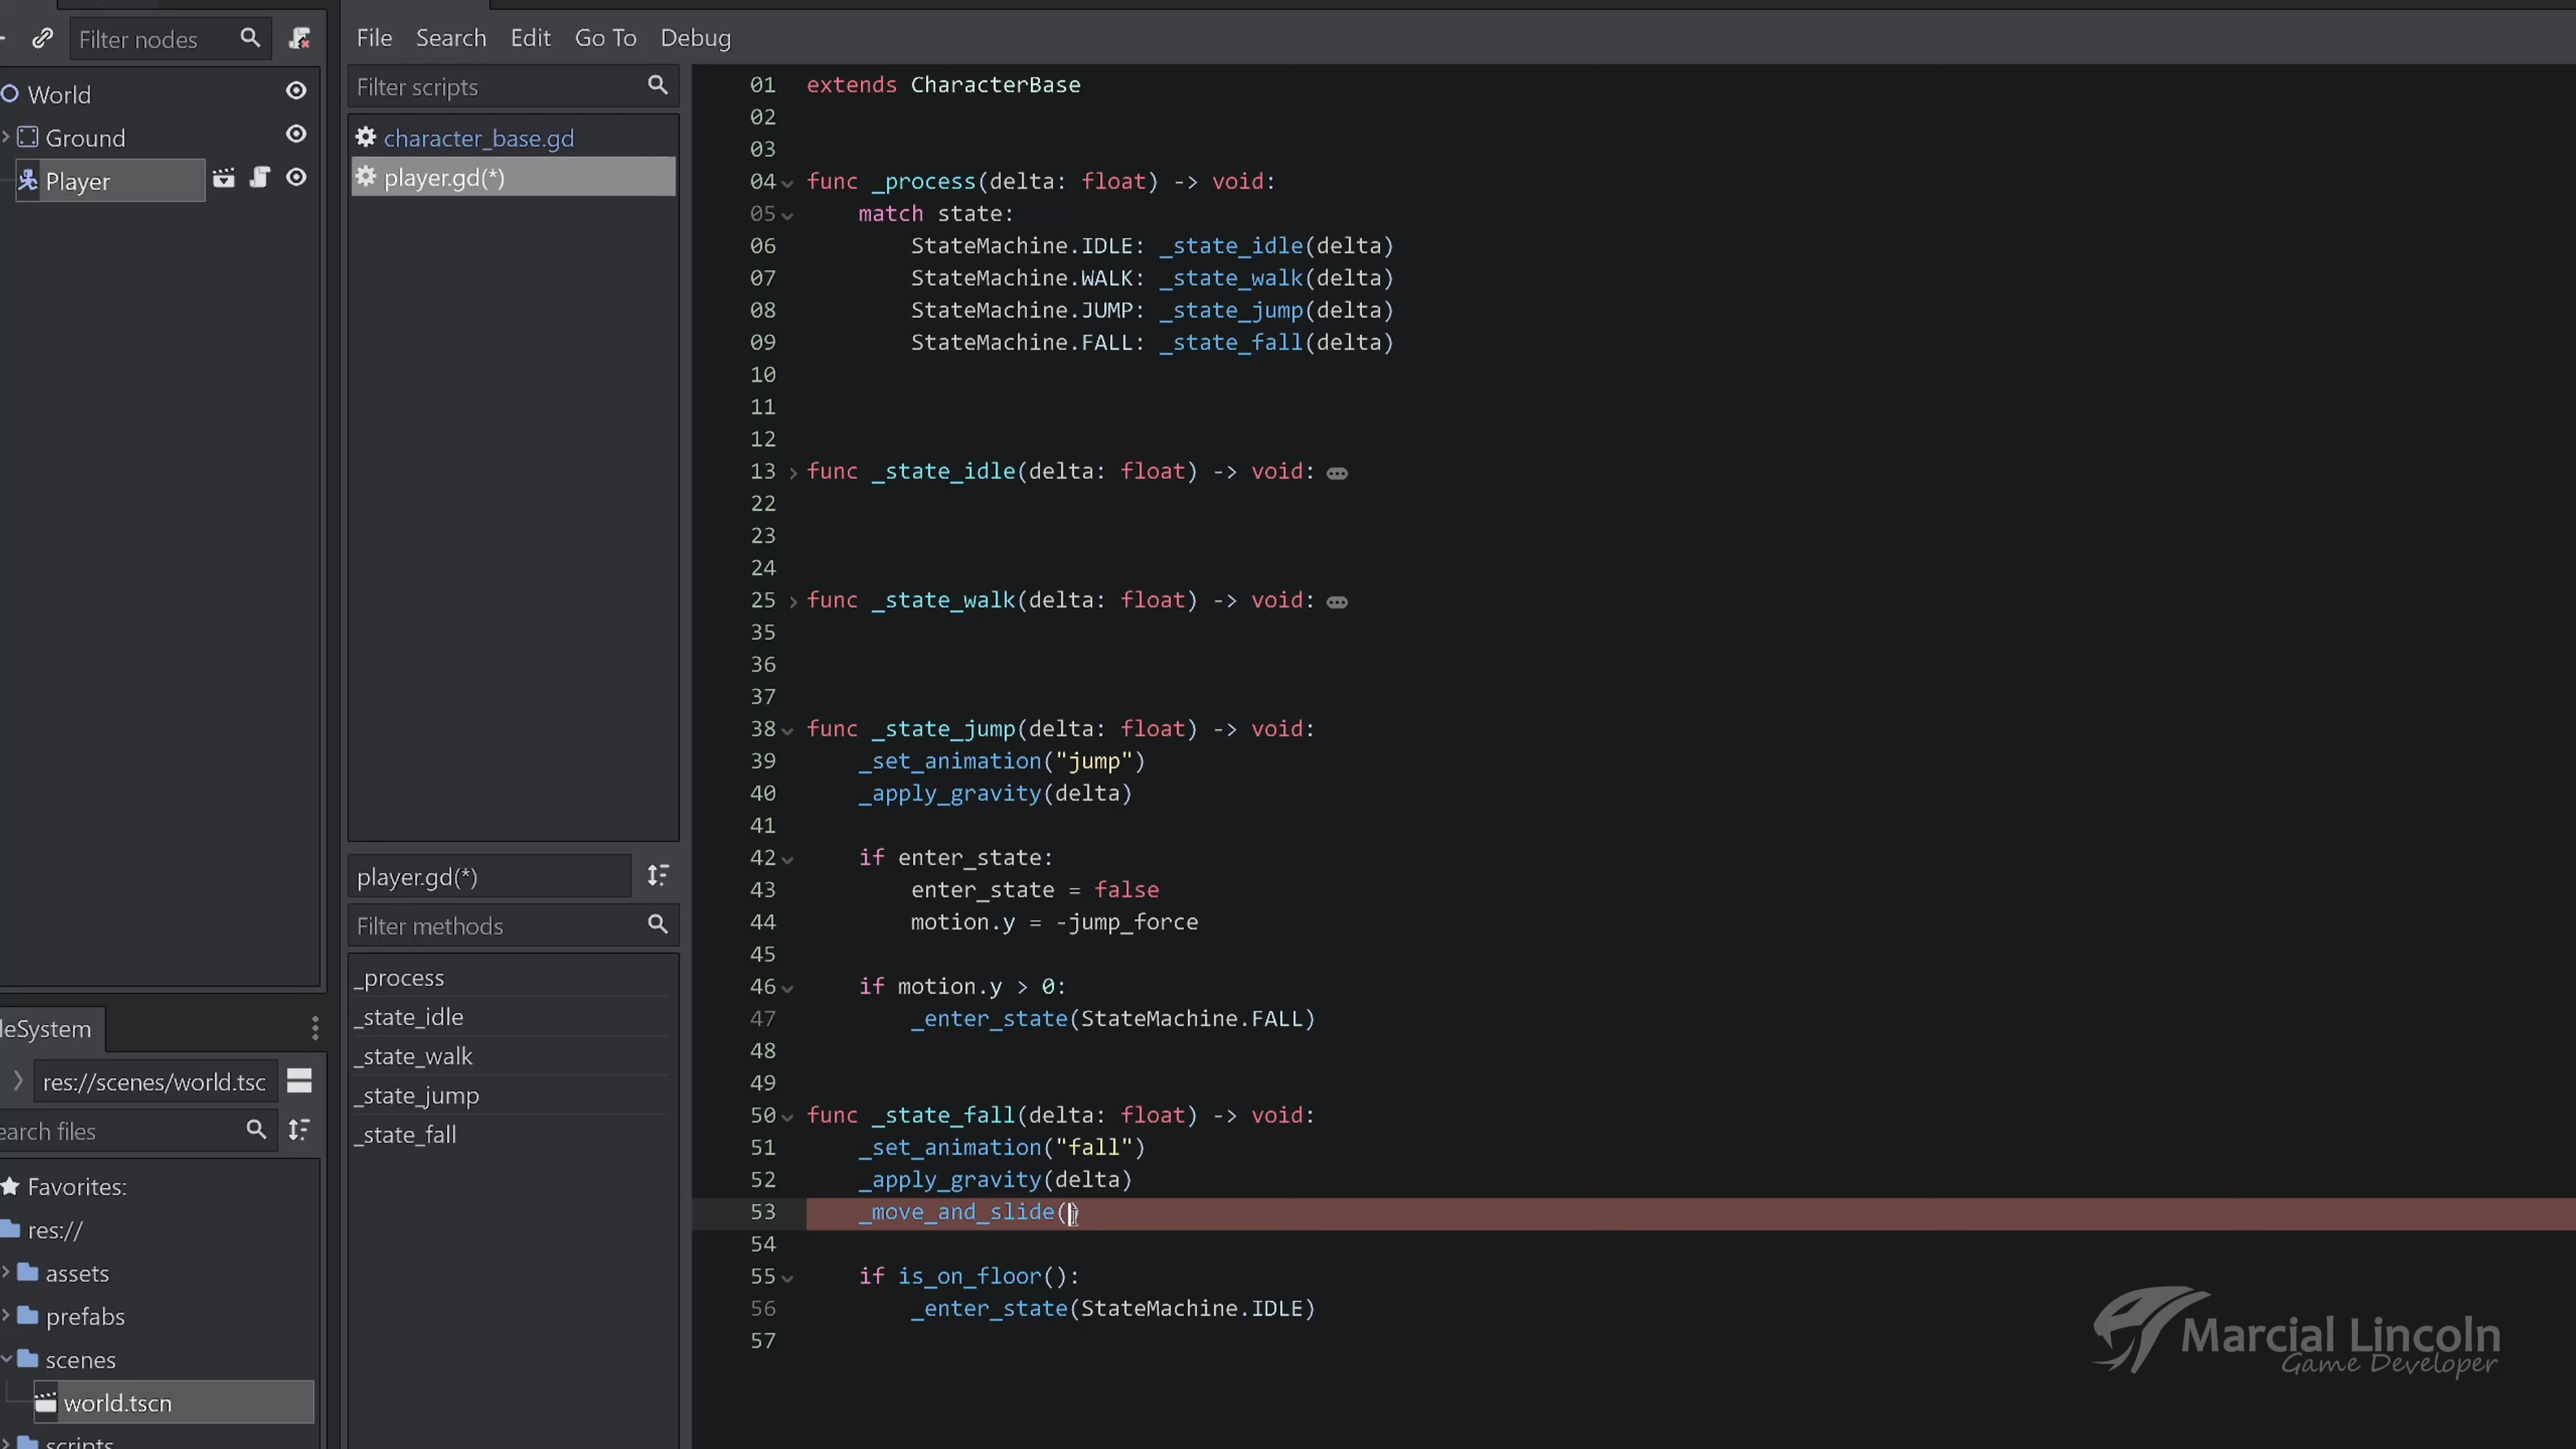 Filter nodes
World
Ground
Player
leSystem
res://scenes/world.tsc
earch files
Favorites:
res://
assets
prefabs
scenes
world.tscn
scripts
File Search Edit Go To Debug
Filter scripts
character_base.gd
player.gd(*)
player.gd(*)
Filter methods
_process
_state_idle
_state_walk
_state_jump
_state_fall
01 extends CharacterBase
02
03
04 func _process(delta: float) -> void:
05 match state:
06 StateMachine.IDLE: _state_idle(delta)
07 StateMachine.WALK: _state_walk(delta)
08 StateMachine.JUMP: _state_jump(delta)
09 StateMachine.FALL: _state_fall(delta)
10
11
12
13 func _state_idle(delta: float) -> void:
22
23
24
25 func _state_walk(delta: float) -> void:
35
36
37
38 func _state_jump(delta: float) -> void:
39 _set_animation("jump")
40 _apply_gravity(delta)
41
42 if enter_state:
43 enter_state = false
44 motion.y = -jump_force
45
46 if motion.y > 0:
47 _enter_state(StateMachine.FALL)
48
49
50 func _state_fall(delta: float) -> void:
51 _set_animation("fall")
52 _apply_gravity(delta)
53 _move_and_slide()
54
55 if is_on_floor():
56 _enter_state(StateMachine.IDLE)
57
Marcial Lincoln
Game Developer